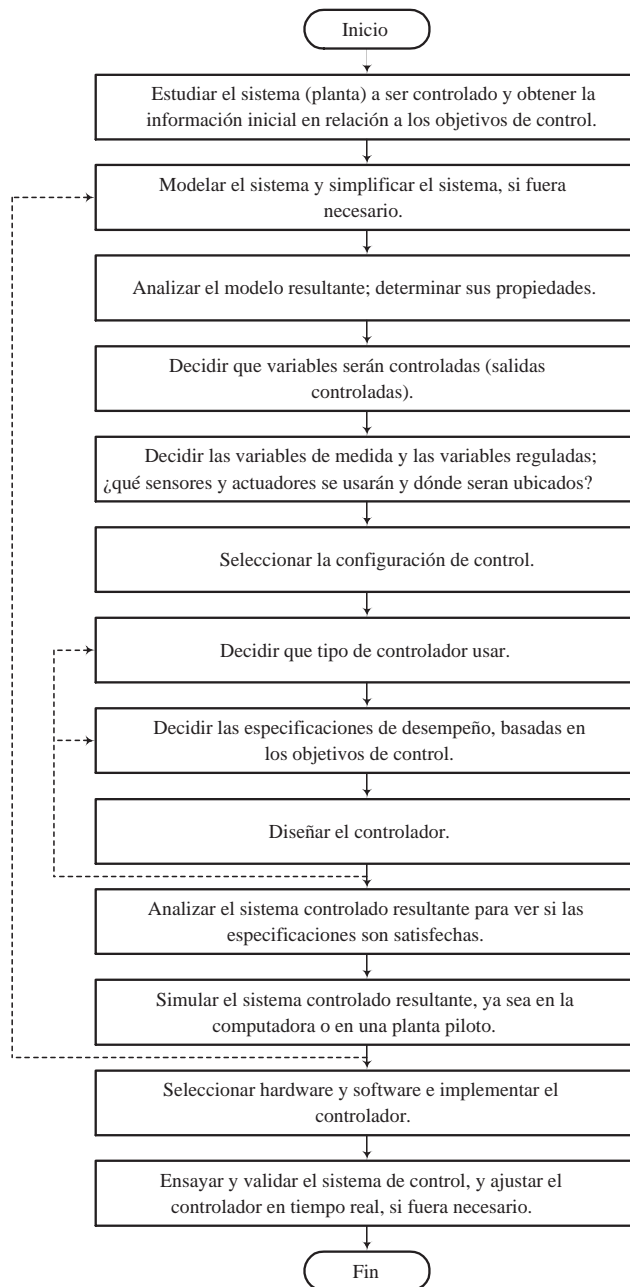 Inicio
Estudiar el sistema (planta) a ser controlado y obtener la
información inicial en relación a los objetivos de control.
Modelar el sistema y simplificar el sistema, si fuera
necesario.
Analizar el modelo resultante; determinar sus propiedades.
Decidir que variables serán controladas (salidas
controladas).
Decidir las variables de medida y las variables reguladas;
¿qué sensores y actuadores se usarán y dónde seran ubicados?
Seleccionar la configuración de control.
Decidir que tipo de controlador usar.
Decidir las especificaciones de desempeño, basadas en
los objetivos de control.
Diseñar el controlador.
Analizar el sistema controlado resultante para ver si las
especificaciones son satisfechas.
Simular el sistema controlado resultante, ya sea en la
computadora o en una planta piloto.
Seleccionar hardware y software e implementar el
controlador.
Ensayar y validar el sistema de control, y ajustar el
controlador en tiempo real, si fuera necesario.
Fin